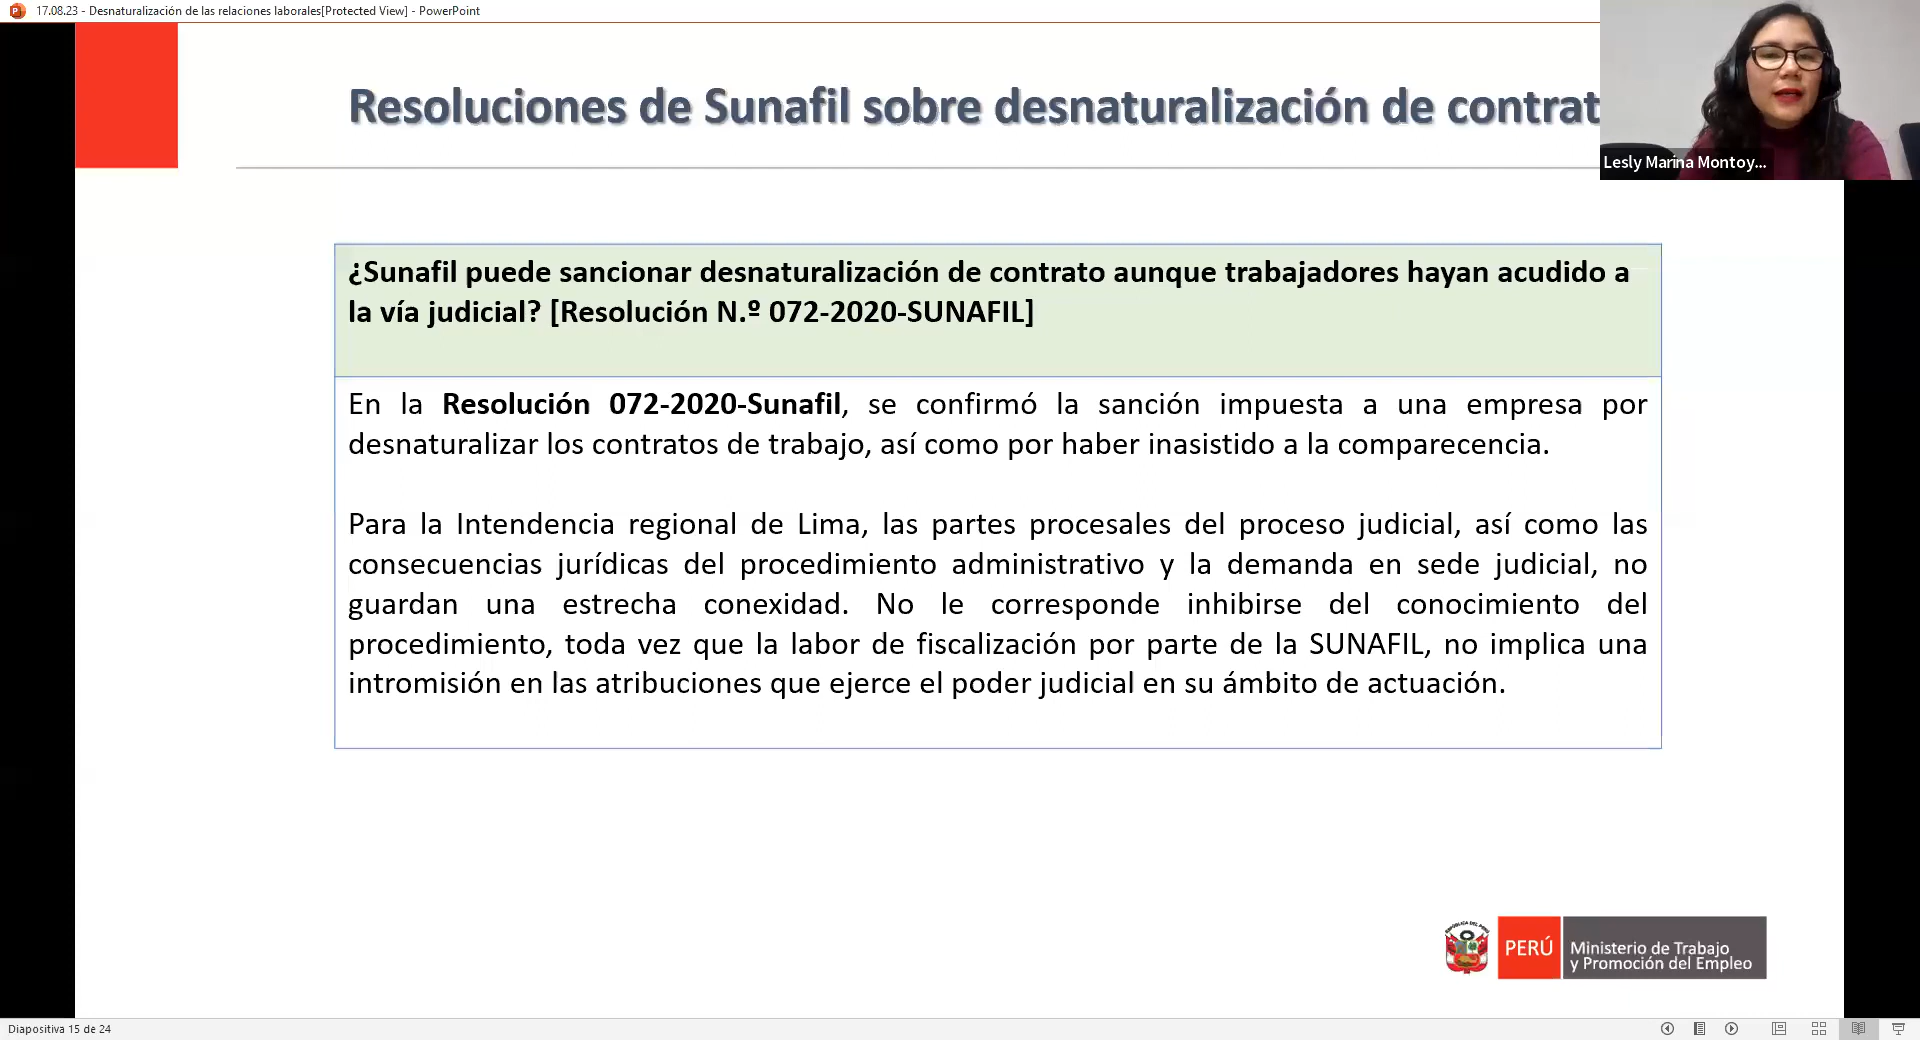 17.08.23 - Desnaturalización de las relaciones laborales[Protected View] - PowerPoint
Resoluciones de Sunafil sobre desnaturalización de contrat
Lesly Marina Montoy...
¿Sunafil puede sancionar desnaturalización de contrato aunque trabajadores hayan acudido a
la vía judicial? [Resolución N.º 072-2020-SUNAFIL]
En la Resolución 072-2020-Sunafil, se confirmó la sanción impuesta a una empresa por
desnaturalizar los contratos de trabajo, así como por haber inasistido a la comparecencia.
Para la Intendencia regional de Lima, las partes procesales del proceso judicial, así como las
consecuencias jurídicas del procedimiento administrativo y la demanda en sede judicial, no
guardan una estrecha conexidad. No le corresponde inhibirse del conocimiento del
procedimiento, toda vez que la labor de fiscalización por parte de la SUNAFIL, no implica una
intromisión en las atribuciones que ejerce el poder judicial en su ámbito de actuación.
REPÚBLICA DEL PERÚ
PERÚ
Ministerio de Trabajo
y Promoción del Empleo
Diapositiva 15 de 24